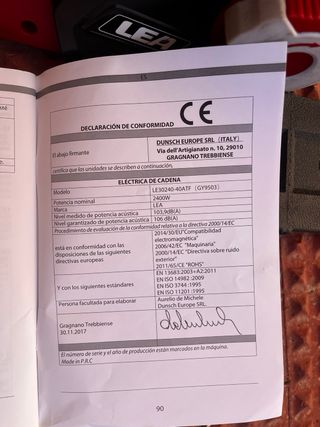 LEA
ES
DECLARACIÓN DE CONFORMIDAD CE
El abajo firmante
DUNSCH EUROPE SRL (ITALY)
Via dell'Artigianato n. 10, 29010
GRAGNANO TREBBIENSE
certifica que las unidades se describen a continuación,
ELÉCTRICA DE CADENA
Modelo LE30240-40ATF (GY9503)
Potencia nominal 2400W
Marca LEA
Nivel medido de potencia acústica 103,9dB(A)
Nivel garantizado de potencia acústica 106 dB(A)
Procedimiento de evaluación de la conformidad relativo a la directiva 2000/14/EC
está en conformidad con las
disposiciones de las siguientes
directivas europeas
2014/30/EU"Compatibilidad
electromagnética"
2006/42/EC "Maquinaria"
2000/14/EC "Directiva sobre ruido
exterior"
2011/65/CE "ROHS"
Y con los siguientes estándares
EN 13683:2003+A2:2011
EN ISO 14982:2009
EN ISO 3744:1995
EN ISO 11201:1995
Persona facultada para elaborar
Aurelio de Michele
Dunsch Europe SRL.
Gragnano Trebbiense
30.11.2017
El número de serie y el año de producción están marcados en la máquina.
Made in P.R.C
90